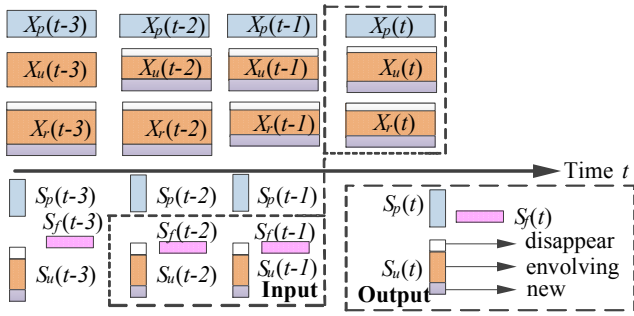 Xp(t-3) Xp(t-2) Xp(t-1) Xp(t)
Xu(t-3) Xu(t-2) Xu(t-1) Xu(t)
Xr(t-3) Xr(t-2) Xr(t-1) Xr(t)
Time t
Sp(t-3) Sp(t-2) Sp(t-1) Sp(t)
Sf(t-3) Sf(t-2) Sf(t-1) Sf(t)
disappear
Su(t-3) Su(t-2) Su(t-1) Su(t) envolving
Input Output new